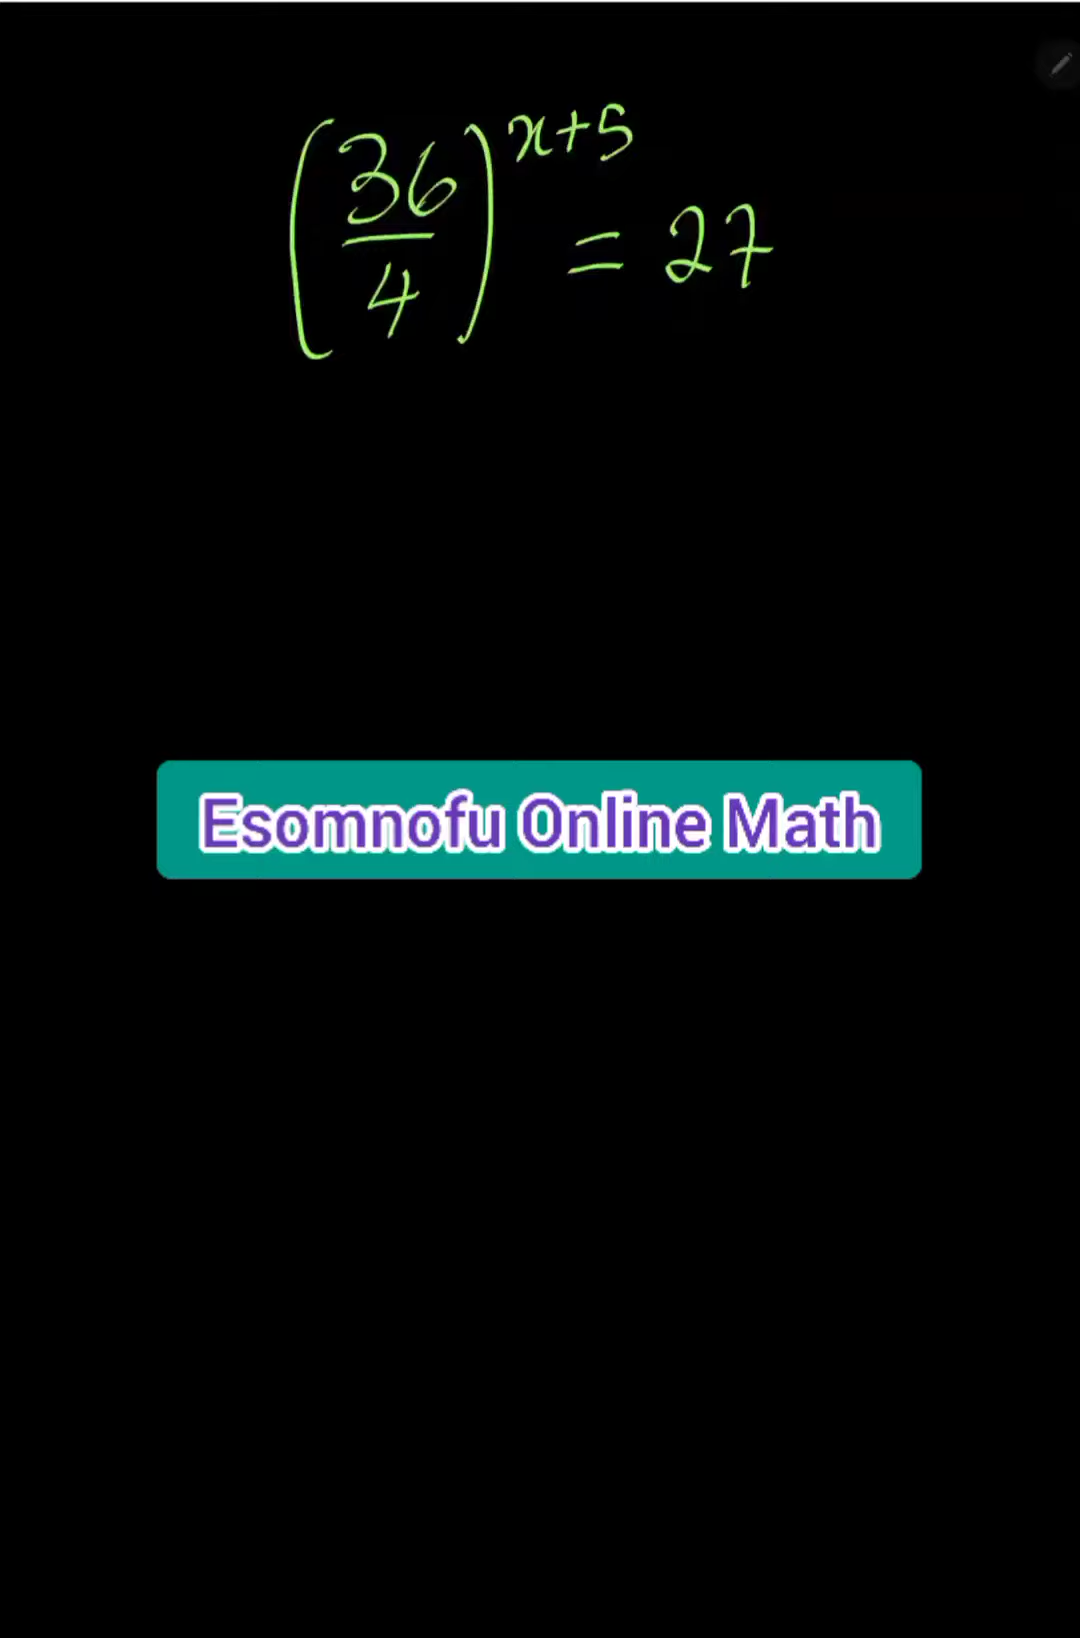 (36/4)^x+5 = 27
Esomnofu Online Math